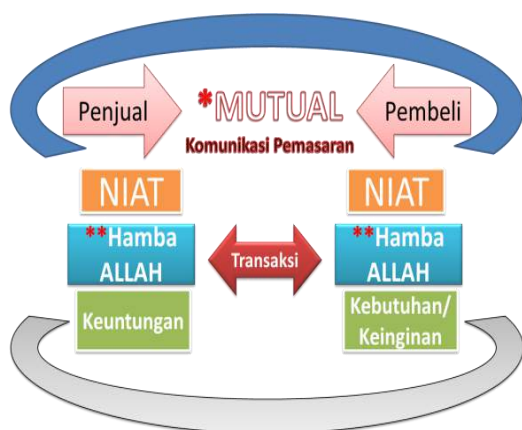 Penjual
*MUTUAL
Pembeli
Komunikasi Pemasaran
NIAT
NIAT
**Hamba
ALLAH
Transaksi
**Hamba
ALLAH
Keuntungan
Kebutuhan/
Keinginan